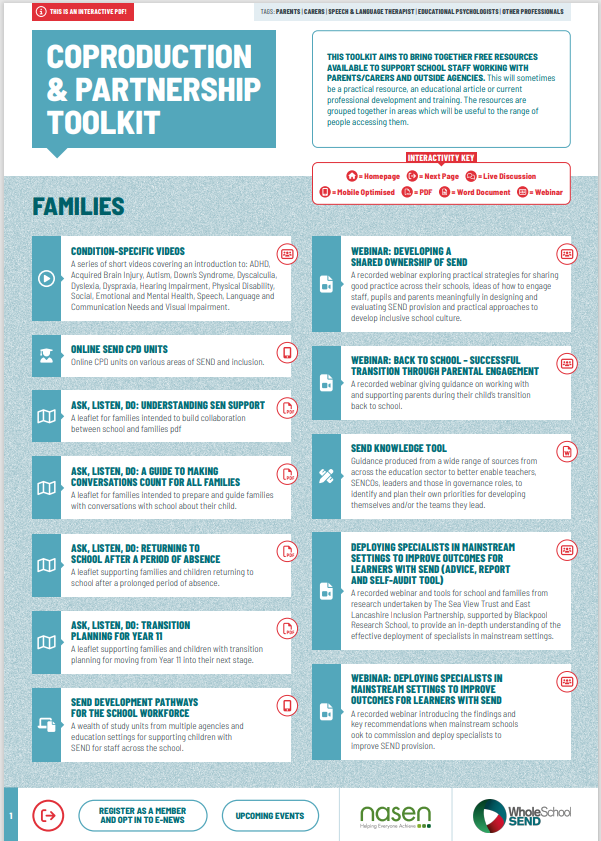 THIS IS AN INTERACTIVE PDF!
TAGS: PARENTS | CARERS | SPEECH & LANGUAGE THERAPIST | EDUCATIONAL PSYCHOLOGISTS | OTHER PROFESSIONALS
COPRODUCTION
& PARTNERSHIP
TOOLKIT
THIS TOOLKIT AIMS TO BRING TOGETHER FREE RESOURCES
AVAILABLE TO SUPPORT SCHOOL STAFF WORKING WITH
PARENTS/CARERS AND OUTSIDE AGENCIES. This will sometimes
be a practical resource, an educational article or current
professional development and training. The resources are
grouped together in areas which will be useful to the range of
people accessing them.
INTERACTIVITY KEY
= Homepage = Next Page = Live Discussion
= Mobile Optimised = PDF = Word Document = Webinar
FAMILIES
CONDITION-SPECIFIC VIDEOS
A series of short videos covering an introduction to: ADHD,
Acquired Brain Injury, Autism, Down's Syndrome, Dyscalculia,
Dyslexia, Dyspraxia, Hearing Impairment, Physical Disability,
Social, Emotional and Mental Health, Speech, Language and
Communication Needs and Visual Impairment.
ONLINE SEND CPD UNITS
Online CPD units on various areas of SEND and inclusion.
ASK, LISTEN, DO: UNDERSTANDING SEN SUPPORT
A leaflet for families intended to build collaboration
between school and families pdf
PDF
ASK, LISTEN, DO: A GUIDE TO MAKING
CONVERSATIONS COUNT FOR ALL FAMILIES
A leaflet for families intended to prepare and guide families
with conversations with school about their child.
PDF
ASK, LISTEN, DO: RETURNING TO
SCHOOL AFTER A PERIOD OF ABSENCE
A leaflet supporting families and children returning to
school after a prolonged period of absence.
PDF
ASK, LISTEN, DO: TRANSITION
PLANNING FOR YEAR 11
A leaflet supporting families and children with transition
planning for moving from Year 11 into their next stage.
PDF
SEND DEVELOPMENT PATHWAYS
FOR THE SCHOOL WORKFORCE
A wealth of study units from multiple agencies and
education settings for supporting children with
SEND for staff across the school.
WEBINAR: DEVELOPING A
SHARED OWNERSHIP OF SEND
A recorded webinar exploring practical strategies for sharing
good practice across their schools, ideas of how to engage
staff, pupils and parents meaningfully in designing and
evaluating SEND provision and practical approaches to
develop inclusive school culture.
WEBINAR: BACK TO SCHOOL – SUCCESSFUL
TRANSITION THROUGH PARENTAL ENGAGEMENT
A recorded webinar giving guidance on working with
and supporting parents during their child's transition
back to school.
SEND KNOWLEDGE TOOL
Guidance produced from a wide range of sources from
across the education sector to better enable teachers,
SENCOs, leaders and those in governance roles, to
identify and plan their own priorities for developing
themselves and/or the teams they lead.
W
DEPLOYING SPECIALISTS IN MAINSTREAM
SETTINGS TO IMPROVE OUTCOMES FOR
LEARNERS WITH SEND (ADVICE, REPORT
AND SELF-AUDIT TOOL)
A recorded webinar and tools for school and families from
research undertaken by The Sea View Trust and East
Lancashire Inclusion Partnership, supported by Blackpool
Research School, to provide an in-depth understanding of the
effective deployment of specialists in mainstream settings.
WEBINAR: DEPLOYING SPECIALISTS IN
MAINSTREAM SETTINGS TO IMPROVE
OUTCOMES FOR LEARNERS WITH SEND
A recorded webinar introducing the findings and
key recommendations when mainstream schools
ook to commission and deploy specialists to
improve SEND provision.
1
REGISTER AS A MEMBER
AND OPT IN TO E-NEWS
UPCOMING EVENTS
nasen
Helping Everyone Achieve
WholeSchool
SEND